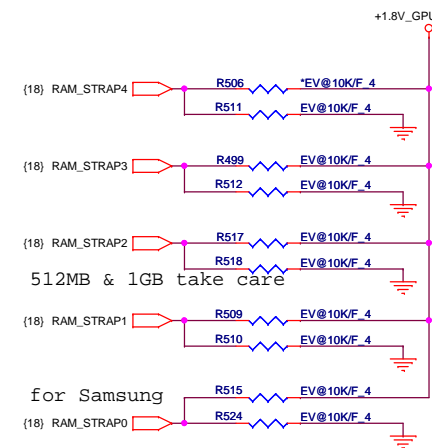 +1.8V_GPU
R506 *EV@10K/F_4
{18} RAM_STRAP4
R511 EV@10K/F_4
R499 EV@10K/F_4
{18} RAM_STRAP3
R512 EV@10K/F_4
R517 EV@10K/F_4
{18} RAM_STRAP2
R518 EV@10K/F_4
512MB & 1GB take care
R509 EV@10K/F_4
{18} RAM_STRAP1
R510 EV@10K/F_4
R515 EV@10K/F_4
for Samsung
R524 EV@10K/F_4
{18} RAM_STRAP0